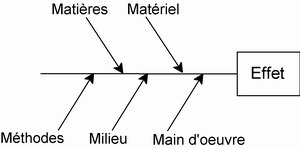 Matières Matériel
Effet
Méthodes Milieu Main d'oeuvre